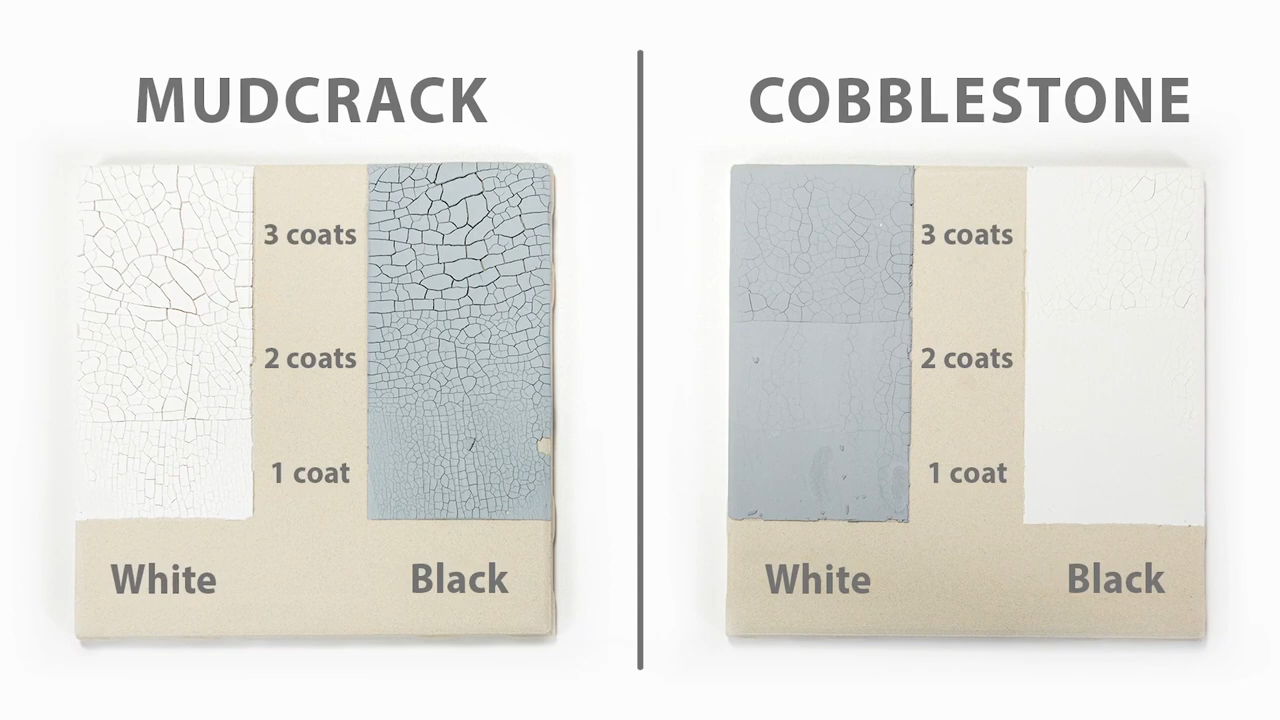 MUDCRACK
3 coats
2 coats
1 coat
White
Black
COBBLESTONE
3 coats
2 coats
1 coat
White
Black